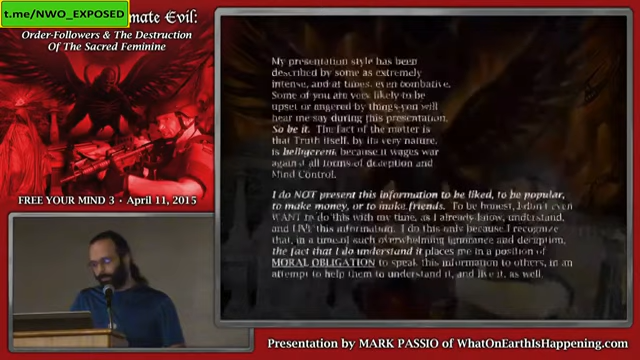 t.me/NWO_EXPOSED
mate Evil:
Order-Followers & The Destruction
Of The Sacred Feminine
FREE YOUR MIND 3 • April 11, 2015
My presentation style has been
described by some as extremely
intense, and at times, even combative.
Some of you are very likely to be
upset or angered by things you will
hear me say during this presentation.
So be it. The fact of the matter is
that Truth itself, by its very nature,
is belligerent, because it wages war
against all forms of deception and
Mind Control.
I do NOT present this information to be liked, to be popular,
to make money, or to make friends. To be honest, I don't even
WANT to do this with my time, as I already know, understand,
and LIVE this information. I do this only because I recognize
that, in a time of such overwhelming ignorance and deception,
the fact that I do understand it places me in a position of
MORAL OBLIGATION to speak this information to others, in an
attempt to help them to understand it, and live it, as well.
Presentation by MARK PASSIO of WhatOnEarthIsHappening.com